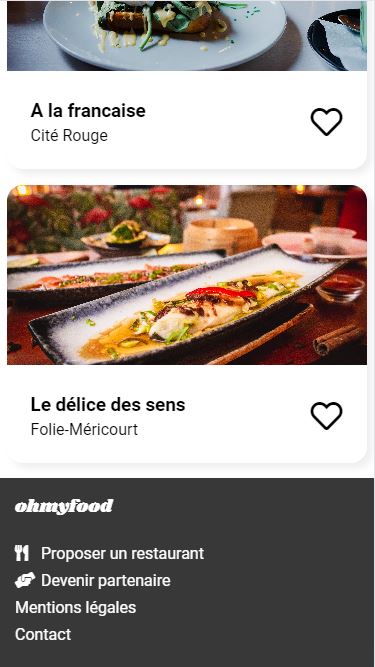 A la francaise
Cité Rouge
Le délice des sens
Folie-Méricourt
ohmyfood
Proposer un restaurant
Devenir partenaire
Mentions légales
Contact